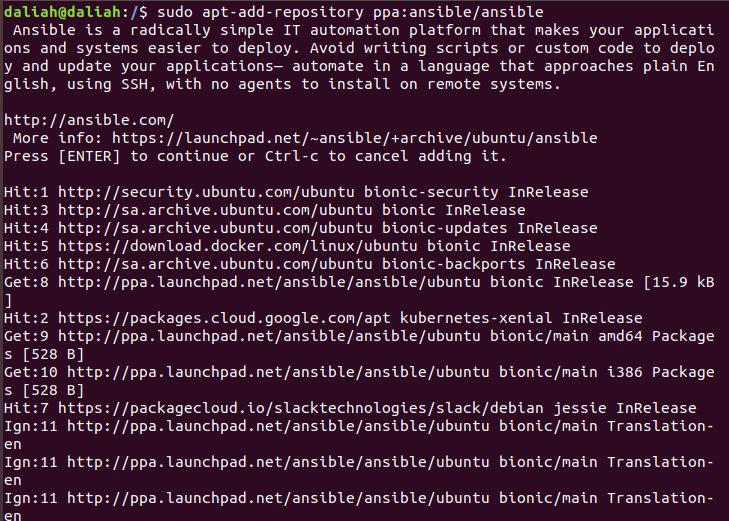 daliah@daliah:/$ sudo apt-add-repository ppa:ansible/ansible
 Ansible is a radically simple IT automation platform that makes your applicati
ons and systems easier to deploy. Avoid writing scripts or custom code to deplo
y and update your applications— automate in a language that approaches plain En
glish, using SSH, with no agents to install on remote systems.

http://ansible.com/
 More info: https://launchpad.net/~ansible/+archive/ubuntu/ansible
Press [ENTER] to continue or Ctrl-c to cancel adding it.

Hit:1 http://security.ubuntu.com/ubuntu bionic-security InRelease
Hit:3 http://sa.archive.ubuntu.com/ubuntu bionic InRelease
Hit:4 http://sa.archive.ubuntu.com/ubuntu bionic-updates InRelease
Hit:5 https://download.docker.com/linux/ubuntu bionic InRelease
Hit:6 http://sa.archive.ubuntu.com/ubuntu bionic-backports InRelease
Get:8 http://ppa.launchpad.net/ansible/ansible/ubuntu bionic InRelease [15.9 kB
]
Hit:2 https://packages.cloud.google.com/apt kubernetes-xenial InRelease
Get:9 http://ppa.launchpad.net/ansible/ansible/ubuntu bionic/main amd64 Package
s [528 B]
Get:10 http://ppa.launchpad.net/ansible/ansible/ubuntu bionic/main i386 Package
s [528 B]
Hit:7 https://packagecloud.io/slacktechnologies/slack/debian jessie InRelease
Ign:11 http://ppa.launchpad.net/ansible/ansible/ubuntu bionic/main Translation-
en
Ign:11 http://ppa.launchpad.net/ansible/ansible/ubuntu bionic/main Translation-
en
Ign:11 http://ppa.launchpad.net/ansible/ansible/ubuntu bionic/main Translation-
en